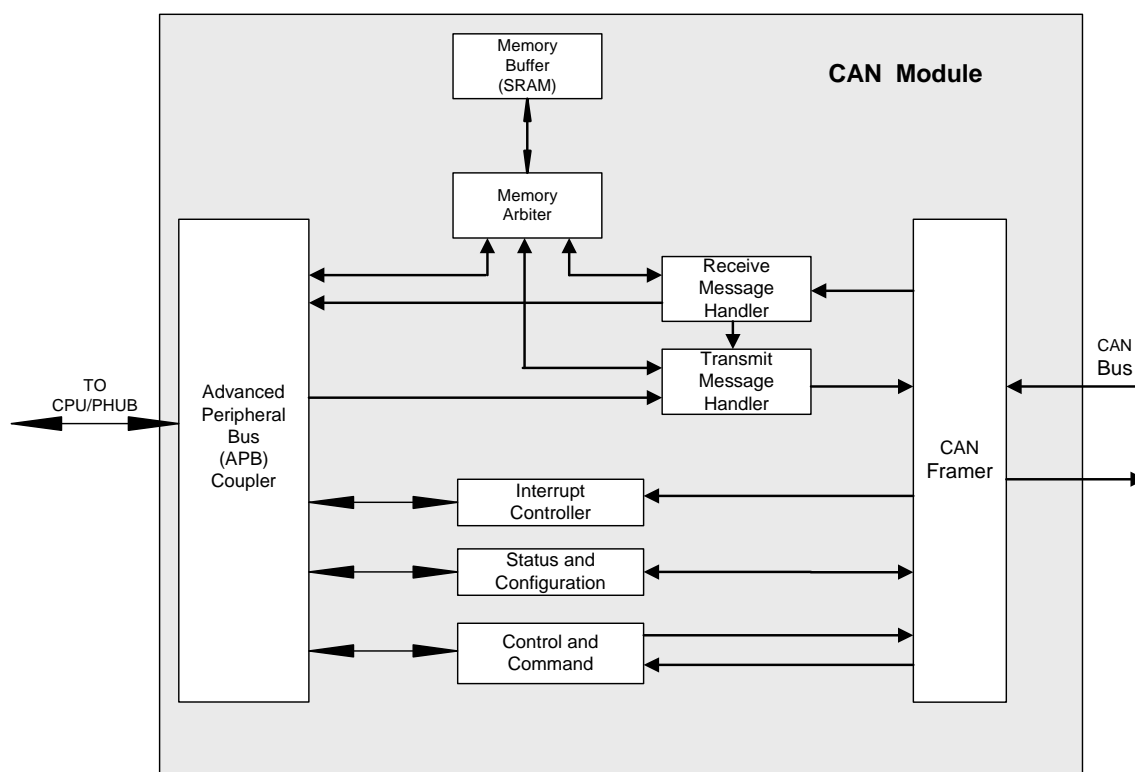 Memory
Buffer
(SRAM)
CAN Module
Memory
Arbiter
Receive
Message
Handler
Transmit
Message
Handler
CAN
Bus
TO
CPU/PHUB
Advanced
Peripheral
Bus
(APB)
Coupler
CAN
Framer
Interrupt
Controller
Status and
Configuration
Control and
Command